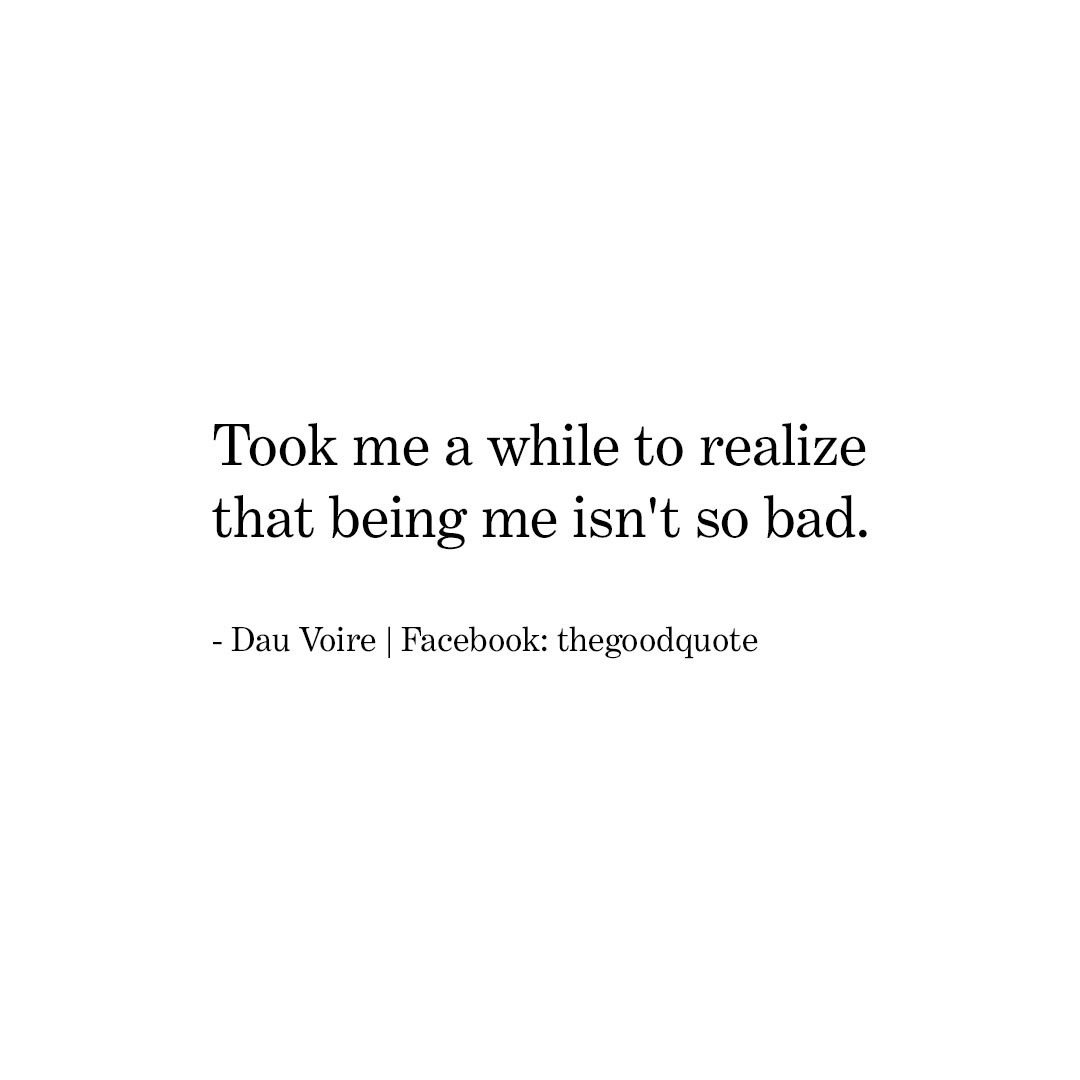 Took me a while to realize
that being me isn't so bad.
- Dau Voire | Facebook: thegoodquote